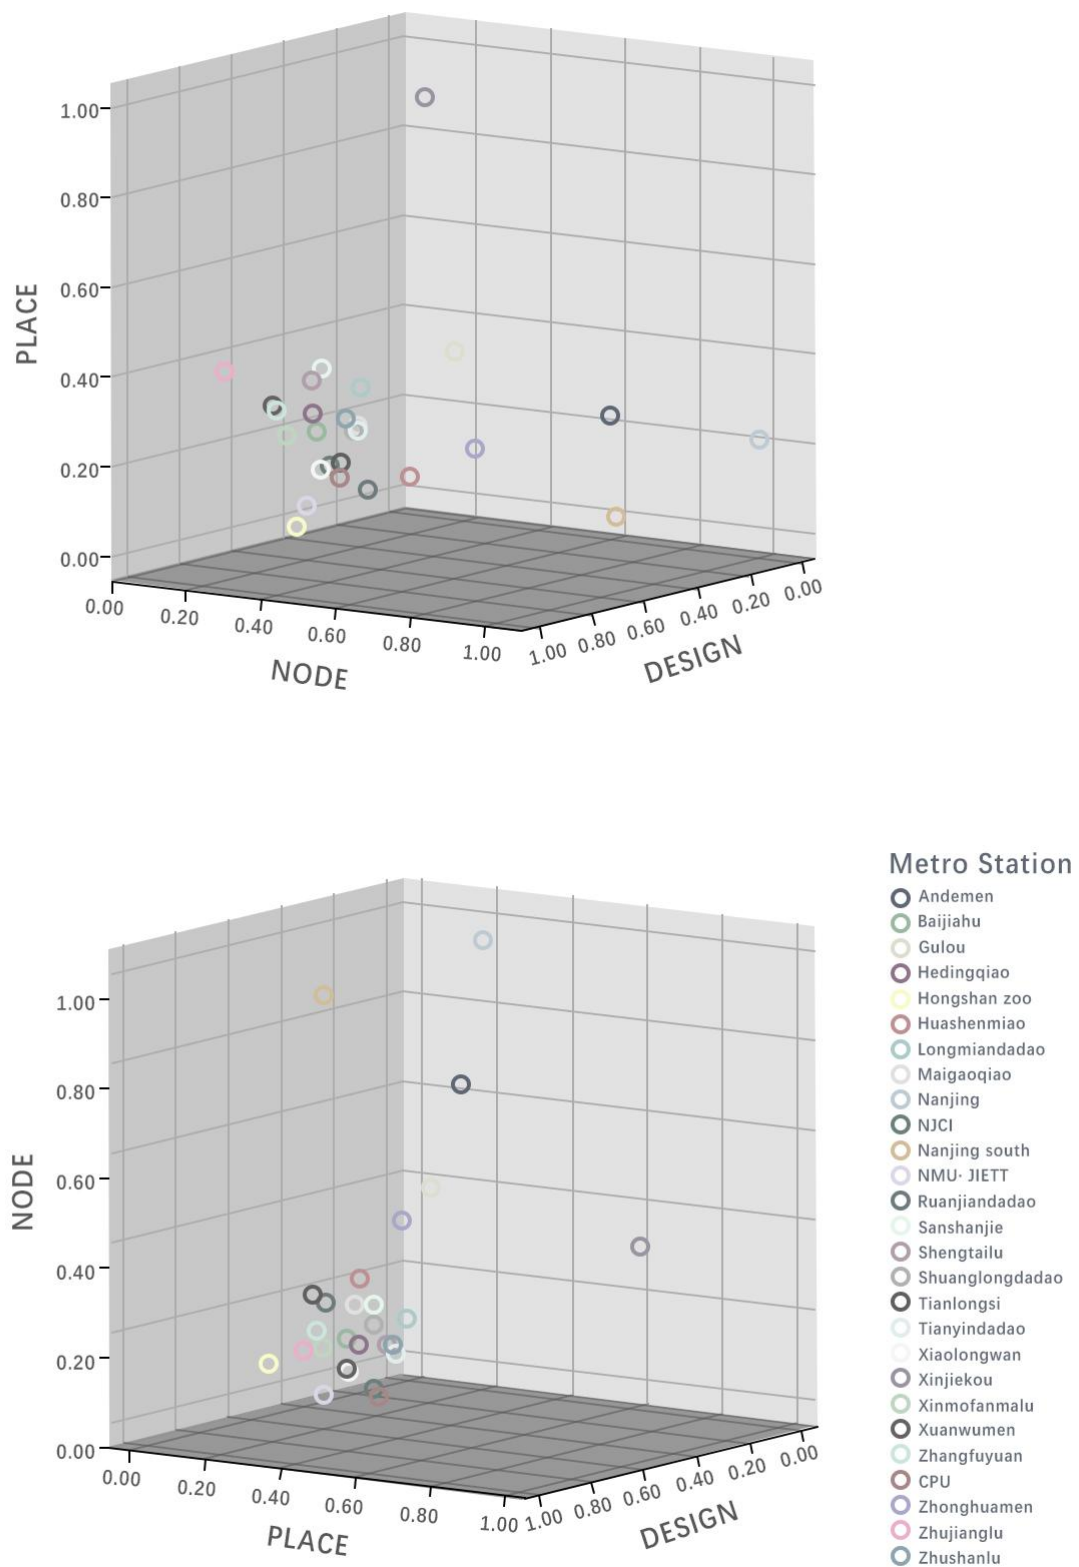 1.00
0.80
0.60
0.40
0.20
0.00
PLACE
0.00
0.20
0.40
0.60
0.80
1.00
NODE
1.00
0.80
0.60
0.40
0.20
0.00
DESIGN
1.00
0.80
0.60
0.40
0.20
0.00
NODE
0.00
0.20
0.40
0.60
0.80
1.00
PLACE
1.00
0.80
0.60
0.40
0.20
0.00
DESIGN
Metro Station
Andemen
Baijiahu
Gulou
Hedingqiao
Hongshan zoo
Huashenmiao
Longmiandadao
Maigaoqiao
Nanjing
NJCI
Nanjing south
NMU· JIETT
Ruanjiandadao
Sanshanjie
Shengtailu
Shuanglongdadao
Tianlongsi
Tianyindadao
Xiaolongwan
Xinjiekou
Xinmofanmalu
Xuanwumen
Zhangfuyuan
CPU
Zhonghuamen
Zhujianglu
Zhushanlu